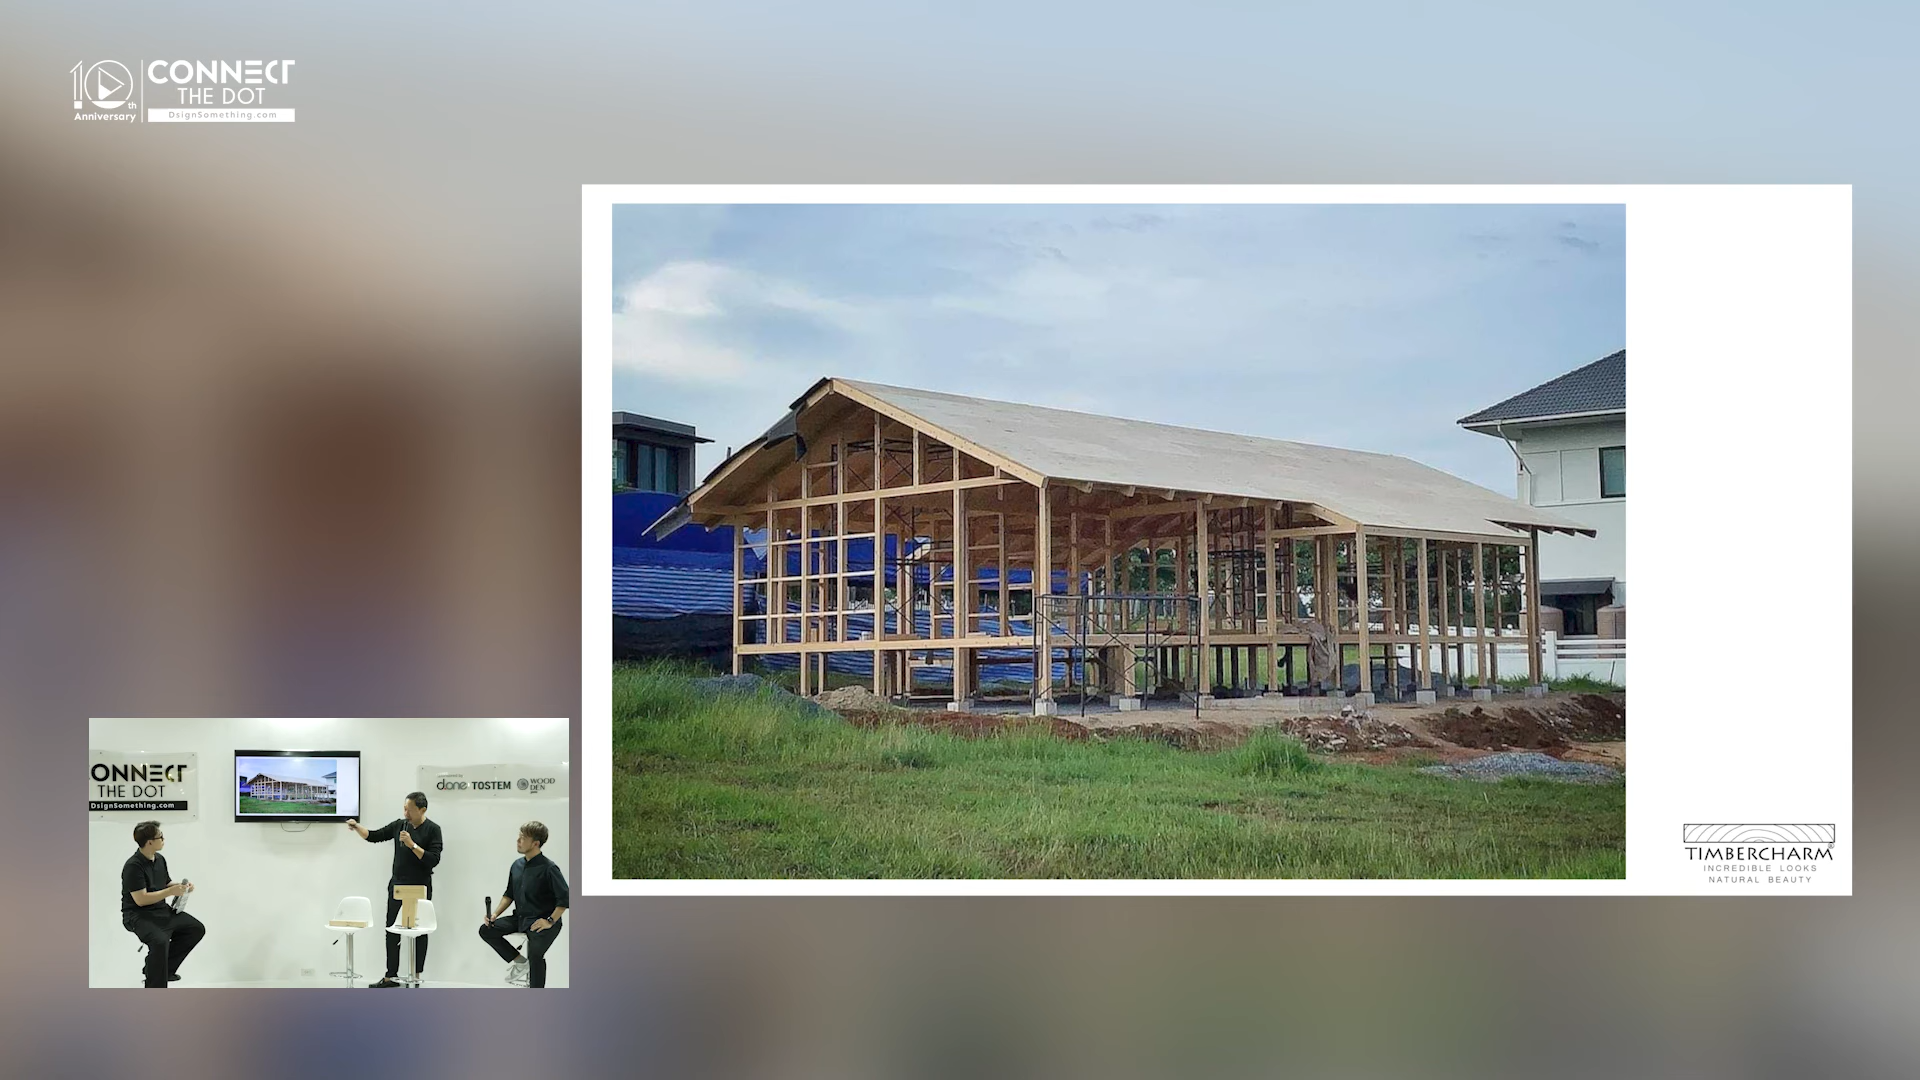 10th
Anniversary
CONNECT
THE DOT
DsignSomething.com
ONNECT
THE DOT
DsignSomething.com
d.one TOSTEM WOOD
DEN
TIMBERCHARM®
INCREDIBLE LOOKS
NATURAL BEAUTY